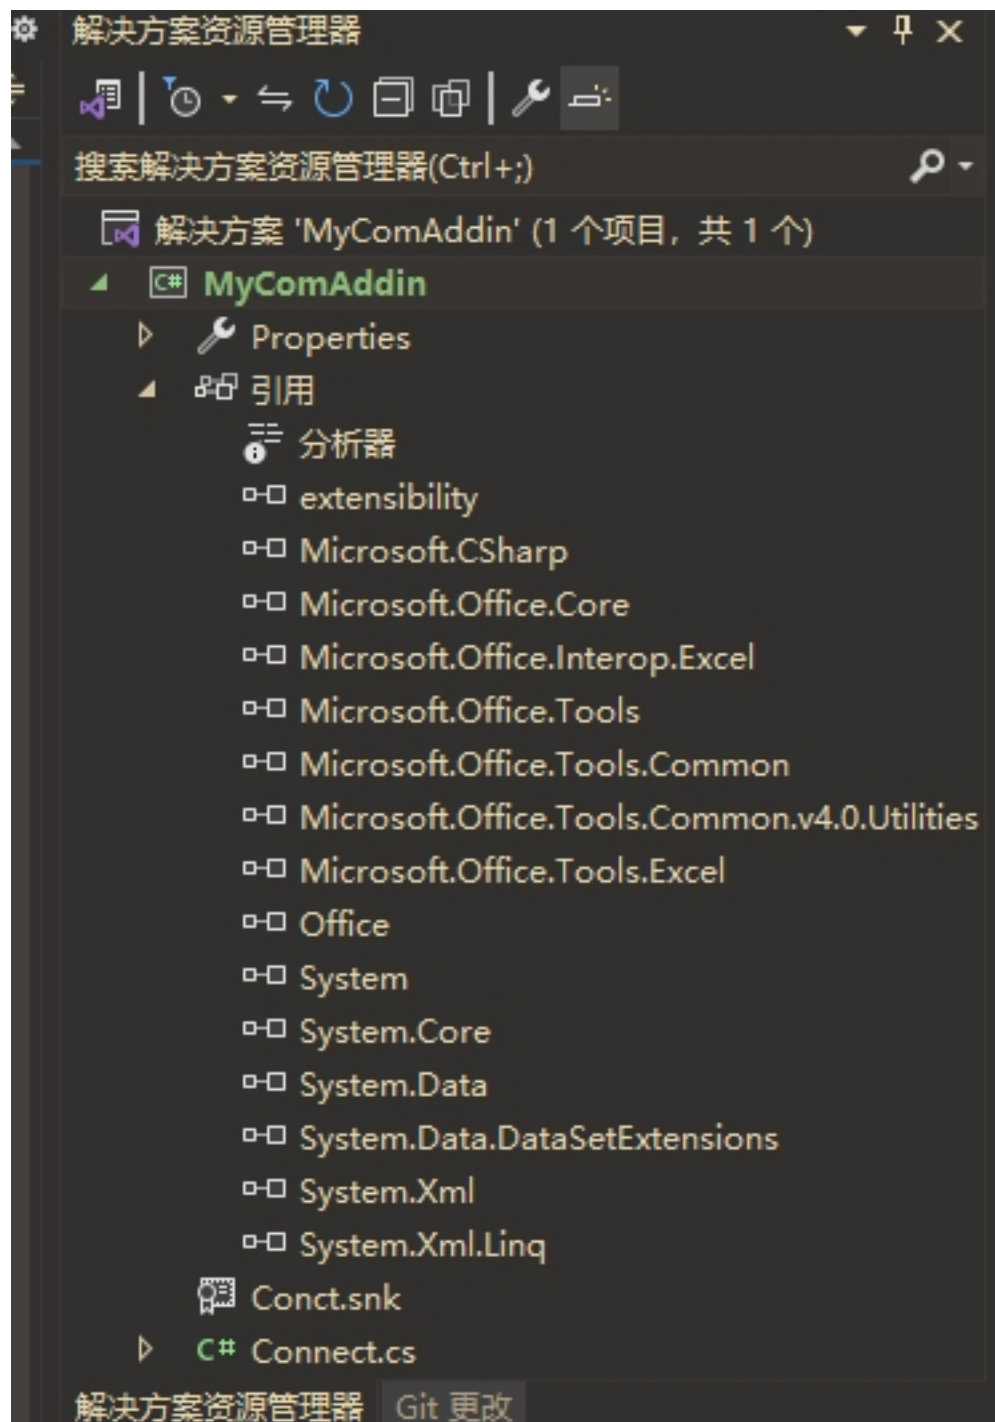 解决方案资源管理器
搜索解决方案资源管理器(Ctrl+;)
解决方案 'MyComAddin' (1 个项目，共 1 个)
C# MyComAddin
Properties
引用
分析器
extensibility
Microsoft.CSharp
Microsoft.Office.Core
Microsoft.Office.Interop.Excel
Microsoft.Office.Tools
Microsoft.Office.Tools.Common
Microsoft.Office.Tools.Common.v4.0.Utilities
Microsoft.Office.Tools.Excel
Office
System
System.Core
System.Data
System.Data.DataSetExtensions
System.Xml
System.Xml.Linq
Conct.snk
C# Connect.cs
解决方案资源管理器 Git 更改